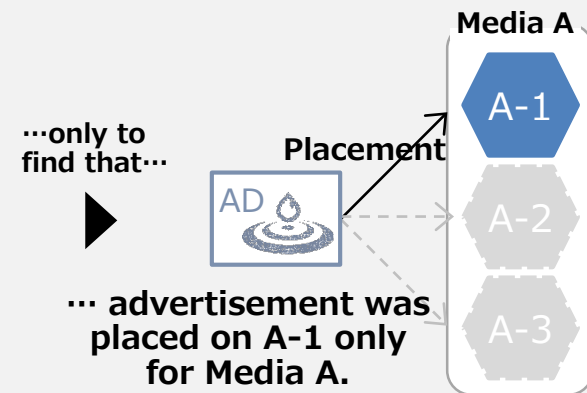 Media A
A-1
…only to
find that…
Placement
AD
A-2
… advertisement was
placed on A-1 only
for Media A.
A-3